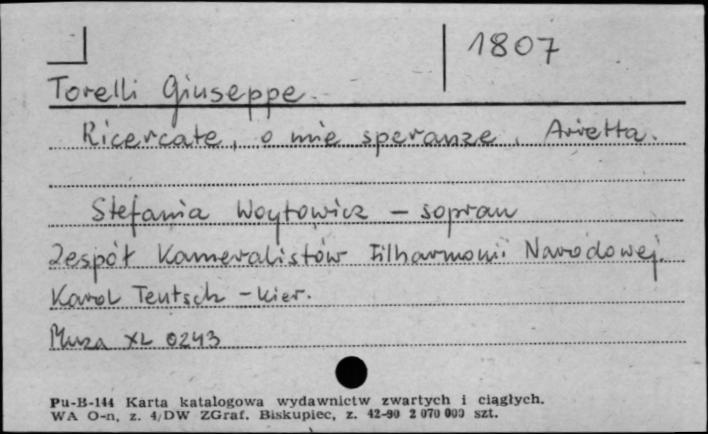 1807
Torelli Giuseppe
Ricercate, o mie speranze, Arietta.
Stefania Woytowicz - sopran
Zespół Kameralistów Filharmonii Narodowej.
Karol Teutsch - kier.
Muza XL 0243
Pu-B-144 Karta katalogowa wydawnictw zwartych i ciągłych.
WA O-n, z. 4/DW ZGraf. Biskupiec, z. 42-90 2 070 000 szt.